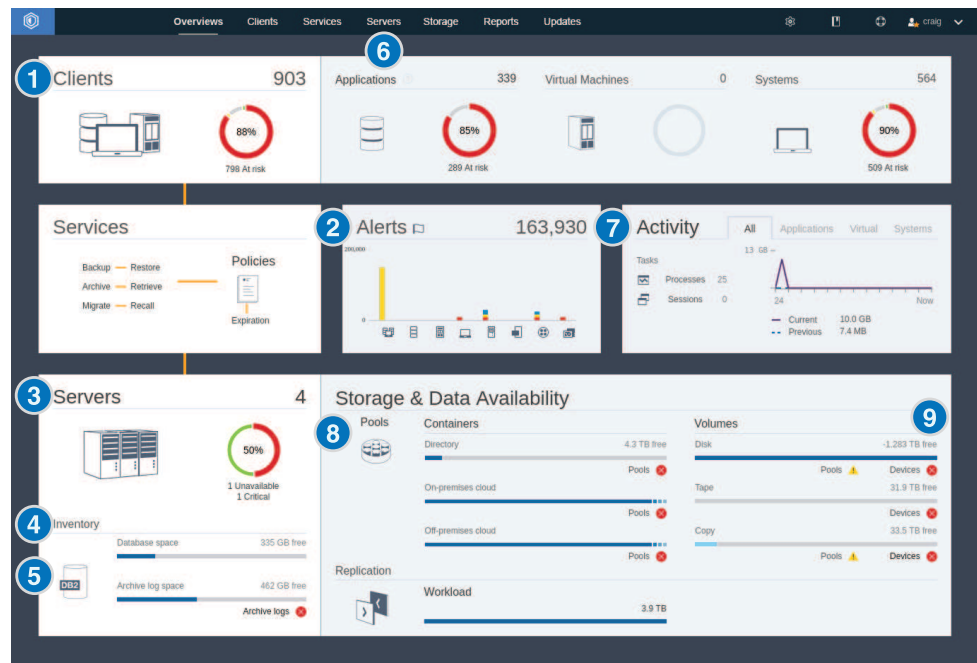 Overviews Clients Services Servers Storage Reports Updates craig
6
1 Clients 903
Applications 339 Virtual Machines 0 Systems 564
88%
798 At risk
85%
289 At risk
90%
509 At risk
Services
Backup Restore
Archive Retrieve
Migrate Recall
Policies
Expiration
2 Alerts 163,930
200,000
0
7 Activity All Applications Virtual Systems
Tasks
Processes 25
Sessions 0
13 GB
24 Now
Current 10.0 GB
Previous 7.4 MB
3 Servers 4
50%
1 Unavailable
1 Critical
4 Inventory
Database space 335 GB free
5
DB2
Archive log space 462 GB free
Archive logs
Storage & Data Availability
8 Pools
Containers
Directory 4.3 TB free
Pools
On-premises cloud
Pools
Off-premises cloud
Pools
9
Volumes
Disk -1.283 TB free
Pools Devices
Tape 31.9 TB free
Devices
Copy 33.5 TB free
Pools Devices
Replication
Workload
3.9 TB